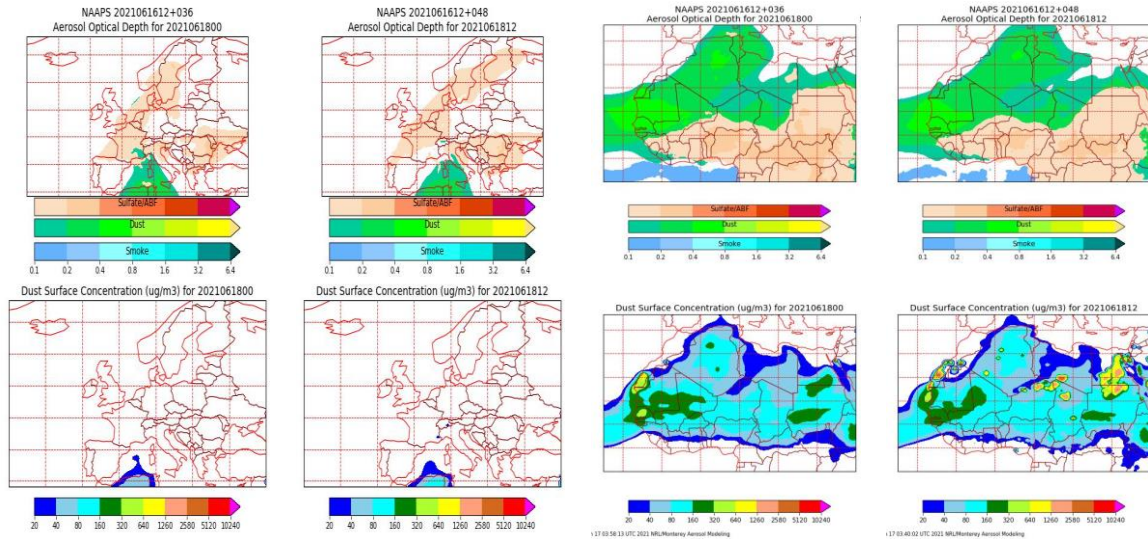 NAAPS 2021061612+036
Aerosol Optical Depth for 2021061800
NAAPS 2021061612+048
Aerosol Optical Depth for 2021061812
NAAPS 2021061612+036
Aerosol Optical Depth for 2021061800
NAAPS 2021061612+048
Aerosol Optical Depth for 2021061812
Sulfate/ABF
Dust
Smoke
0.1 0.2 0.4 0.8 1.6 3.2 6.4
Sulfate/ABF
Dust
Smoke
0.1 0.2 0.4 0.8 1.6 3.2 6.4
Sulfate/ABF
Dust
Smoke
0.1 0.2 0.4 0.8 1.6 3.2 6.4
Sulfate/ABF
Dust
Smoke
0.1 0.2 0.4 0.8 1.6 3.2 6.4
Dust Surface Concentration (ug/m3) for 2021061800
Dust Surface Concentration (ug/m3) for 2021061812
Dust Surface Concentration (ug/m3) for 2021061800
Dust Surface Concentration (ug/m3) for 2021061812
20 40 80 160 320 640 1280 2580 5120 10240
20 40 80 160 320 640 1280 2580 5120 10240
20 40 80 160 320 640 1280 2580 5120 10240
20 40 80 160 320 640 1280 2580 5120 10240
17 03:58:13 UTC 2021 NRL/Monterey Aerosol Modeling
17 03:40:02 UTC 2021 NRL/Monterey Aerosol Modeling